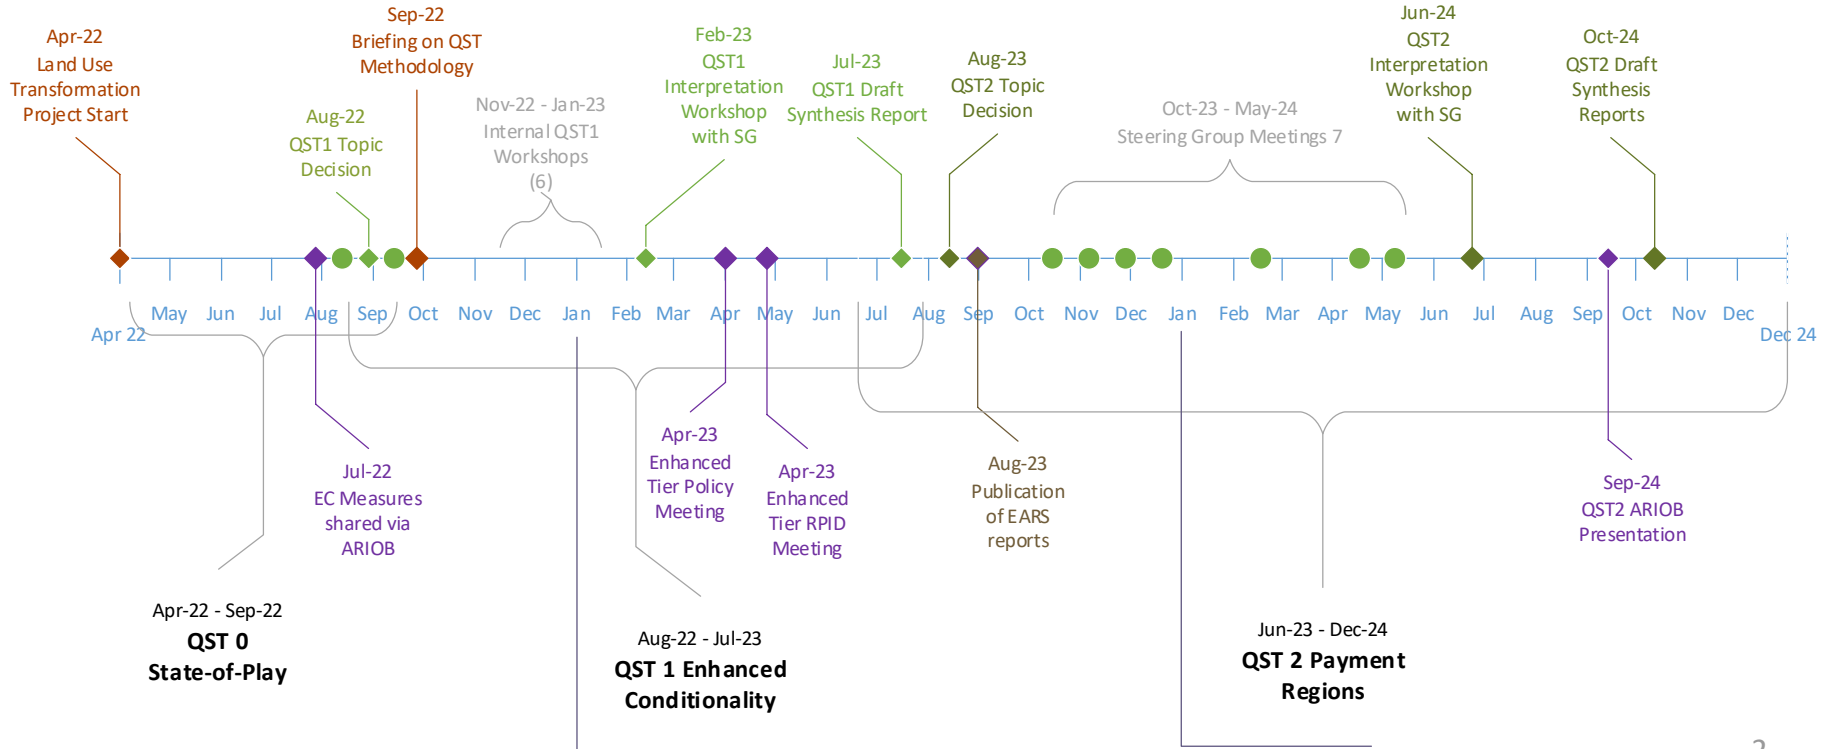 Apr-22
Land Use
Transformation
Project Start
Aug-22
QST1 Topic
Decision
Sep-22
Briefing on QST
Methodology
Nov-22 - Jan-23
Internal QST1
Workshops
(6)
Feb-23
QST1
Interpretation
Workshop
with SG
Jul-23
QST1 Draft
Synthesis Report
Aug-23
QST2 Topic
Decision
Oct-23 - May-24
Steering Group Meetings 7
Jun-24
QST2
Interpretation
Workshop
with SG
Oct-24
QST2 Draft
Synthesis
Reports
Apr 22
May Jun Jul Aug Sep Oct Nov Dec Jan Feb Mar Apr May Jun Jul Aug Sep Oct Nov Dec Jan Feb Mar Apr May Jun Jul Aug Sep Oct Nov Dec
Dec 24
Jul-22
EC Measures
shared via
ARIOB
Apr-23
Enhanced
Tier Policy
Meeting
Apr-23
Enhanced
Tier RPID
Meeting
Aug-23
Publication
of EARS
reports
Sep-24
QST2 ARIOB
Presentation
Apr-22 - Sep-22
QST 0
State-of-Play
Aug-22 - Jul-23
QST 1 Enhanced
Conditionality
Jun-23 - Dec-24
QST 2 Payment
Regions